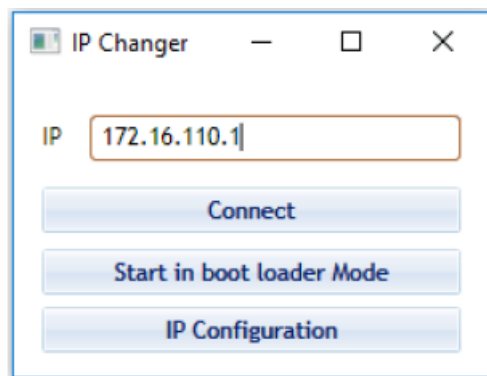 IP Changer
IP 172.16.110.1
Connect
Start in boot loader Mode
IP Configuration